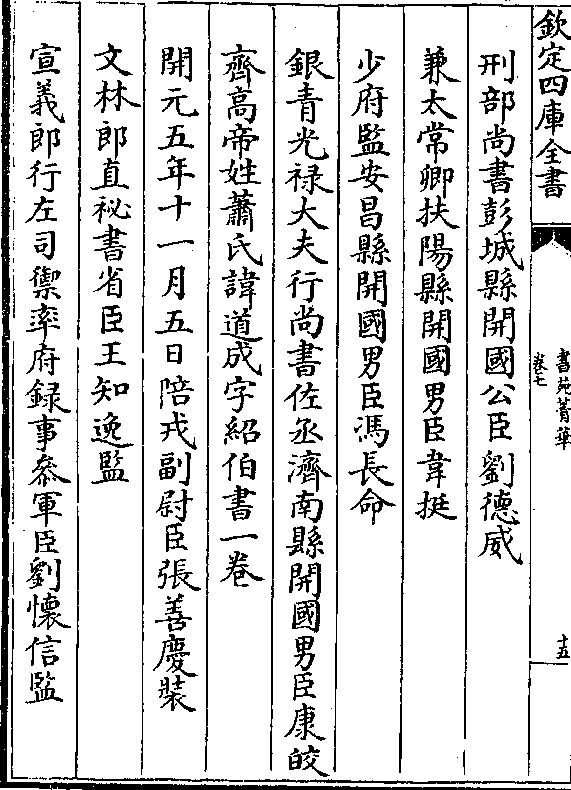 欽定四庫全書
書苑菁華
卷七
十五
刑部尚書彭城縣開國公臣劉德威
兼太常卿扶陽縣開國男臣韋挺
少府監安昌縣開國男臣馮長命
銀青光禄大夫行尚書佐丞濟南縣開國男臣康皎
齊高帝姓蕭氏諱道成字紹伯書一卷
開元五年十一月五日陪戎副尉臣張善慶裝
文林郎直祕書省臣王知逸監
宣義郎行左司禦率府録事叅軍臣劉懷信監